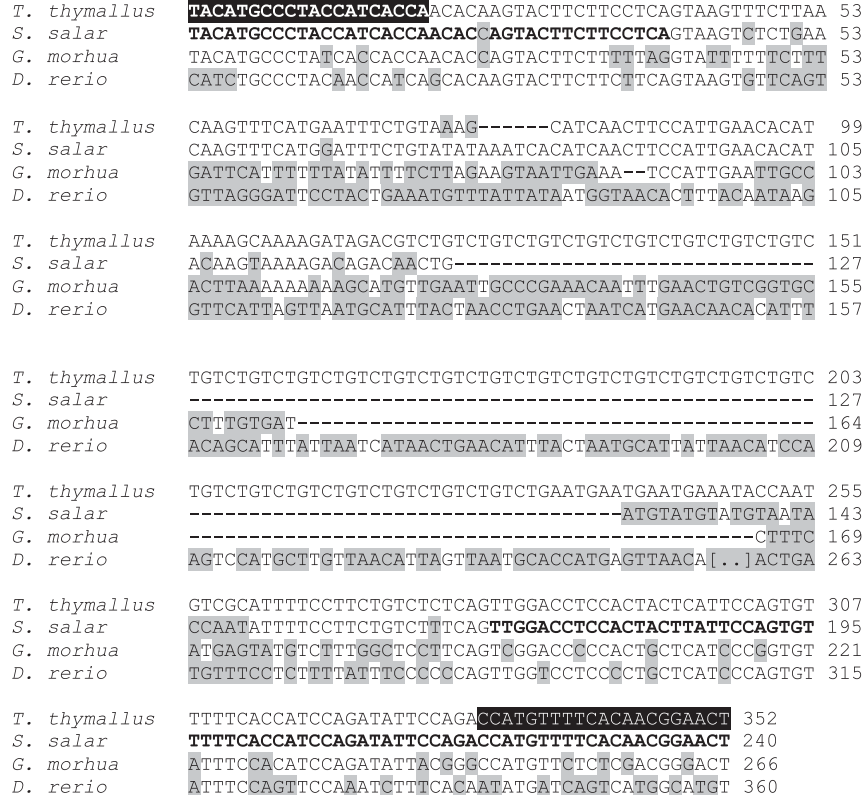 T. thymallus TACATGCCCTACCATCACCAACACAAGTACTTCTTCCTCAGTAAGTTTCTTAA 53
S. salar TACATGCCCTACCATCACCAACACCAGTACTTCTTCCTCAGTAAGTCTCTGAA 53
G. morhua TACATGCCCTATCACCACCAACACAAGTACTTCTTTTTAGGTATTTTTTCTTT 53
D. rerio CATCTGCCCTACAACCATCAGCACAAGTACTTCTTCTTCAGTAAGTGTTCAGT 53
T. thymallus CAAGTTTCATGAATTTCTGTAAAG------CATCAACTTCCATTGAACACAT 99
S. salar CAAGTTTCATGGATTTCTGTATATAAATCACATCAACTTCCATTGAACACAT 105
G. morhua GATTCATTTTTTATATTTTCTTAGAAGTAATTGAAA--TCCATTGAATTGCC 103
D. rerio GTTAGGGATTCCTACTGAAATGTTTATTATAATGGTAACACTTTACAATAAG 105
T. thymallus AAAAGCAAAAGATAGACGTCTGTCTGTCTGTCTGTCTGTCTGTCTGTCTGTC 151
S. salar ACAAGTAAAAGACAGACAACTG------------------------------ 127
G. morhua ACTTAAAAAAAAAGCATGTTGAATTGCCCGAAACAATTTGAACTGTCGGTGC 155
D. rerio GTTCATTAGTTAATGCATTTACTAACCTGAACTAATCATGAACAACACATTT 157
T. thymallus TGTCTGTCTGTCTGTCTGTCTGTCTGTCTGTCTGTCTGTCTGTCTGTCTGTC 203
S. salar ---------------------------------------------------- 127
G. morhua CTTTGTGAT------------------------------------------- 164
D. rerio ACAGCATTTATTAATCATAACTGAACATTTACTAATGCATTATTAACATCCA 209
T. thymallus TGTCTGTCTGTCTGTCTGTCTGTCTGTCTGAATGAATGAATGAAATACCAAT 255
S. salar ------------------------------------ATGTATGTATGTAATA 143
G. morhua -----------------------------------------------CTTTC 169
D. rerio AGTCCATGCTTGTTAACATTAGTTAATGCACCATGAGTTAACA[..]ACTGA 263
T. thymallus GTCGCATTTTCCTTCTGTCTCTCAGTTGGACCTCCACTACTCATTCCAGTGT 307
S. salar CCAATATTTTCCTTCTGTCTTTCAGTTGGACCTCCACTACTTATTCCAGTGT 195
G. morhua ATGAGTATGTCTTTGGCTCCTTCAGTCGGACCCCCACTGCTCATCCCGGTGT 221
D. rerio TGTTTCCTCTTTTATTTCCCCCCAGTTGGTCCTCCCCTGCTCATCCCAGTGT 315
T. thymallus TTTTCACCATCCAGATATTCCAGACCATGTTTTCACAACGGAACT 352
S. salar TTTTCACCATCCAGATATTCCAGACCATGTTTTCACAACGGAACT 240
G. morhua ATTTCCACATCCAGATATTACGGGCCATGTTCTCTCGACGGGACT 266
D. rerio ATTTCCAGTTCCAAATCTTTCACAATATGATCAGTCATGGCATGT 360